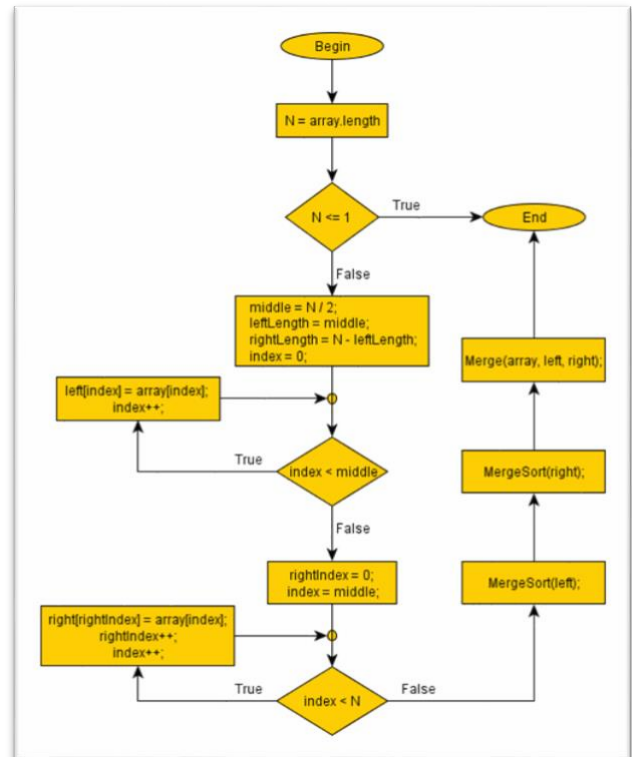 Begin
N = array.length
N <= 1
True
End
False
middle = N / 2;
leftLength = middle;
rightLength = N - leftLength;
index = 0;
Merge(array, left, right);
left[index] = array[index];
index++;
True
index < middle
MergeSort(right);
False
rightIndex = 0;
index = middle;
MergeSort(left);
right[rightIndex] = array[index];
rightIndex++;
index++;
True
index < N
False